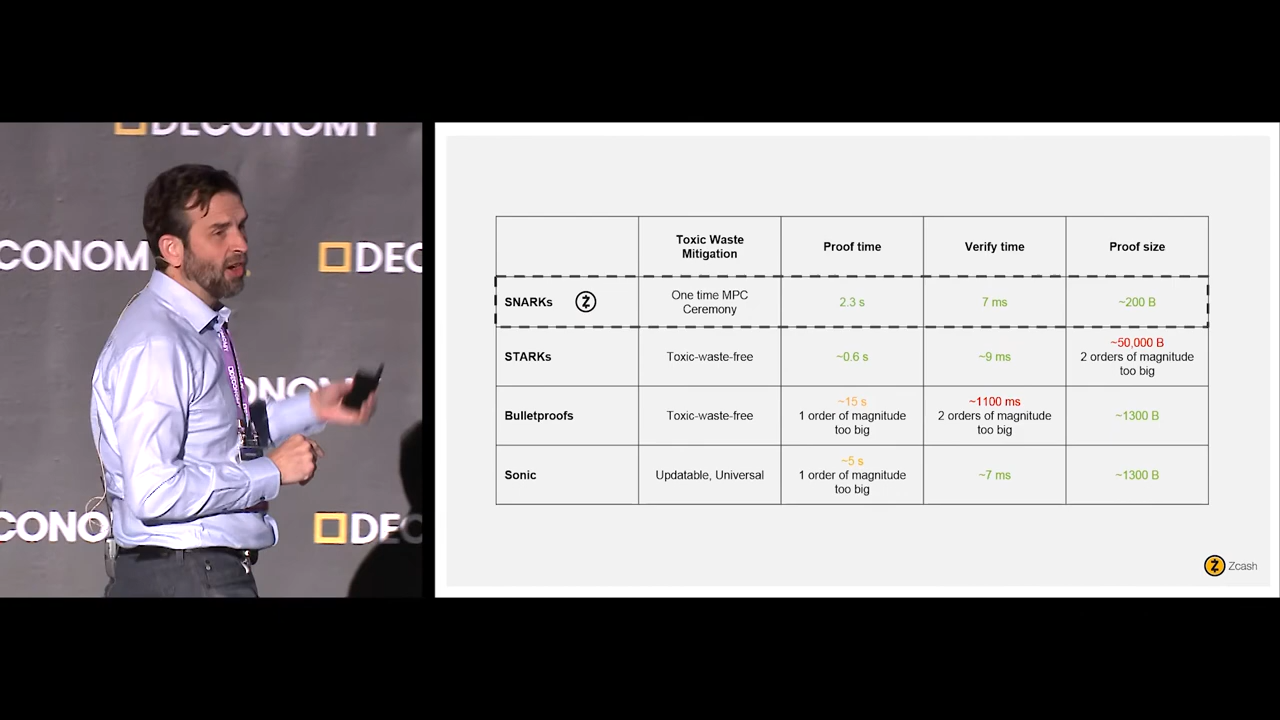 DECONOMY
CONOM
DEC
ONOMY
CONO
DEC
DECONOMY
Toxic Waste
Mitigation
Proof time
Verify time
Proof size
SNARKs
One time MPC
Ceremony
2.3 s
7 ms
~200 B
STARKs
Toxic-waste-free
~0.6 s
~9 ms
~50,000 B
2 orders of magnitude
too big
Bulletproofs
Toxic-waste-free
~15 s
1 order of magnitude
too big
~1100 ms
2 orders of magnitude
too big
~1300 B
Sonic
Updatable, Universal
~5 s
1 order of magnitude
too big
~7 ms
~1300 B
Zcash